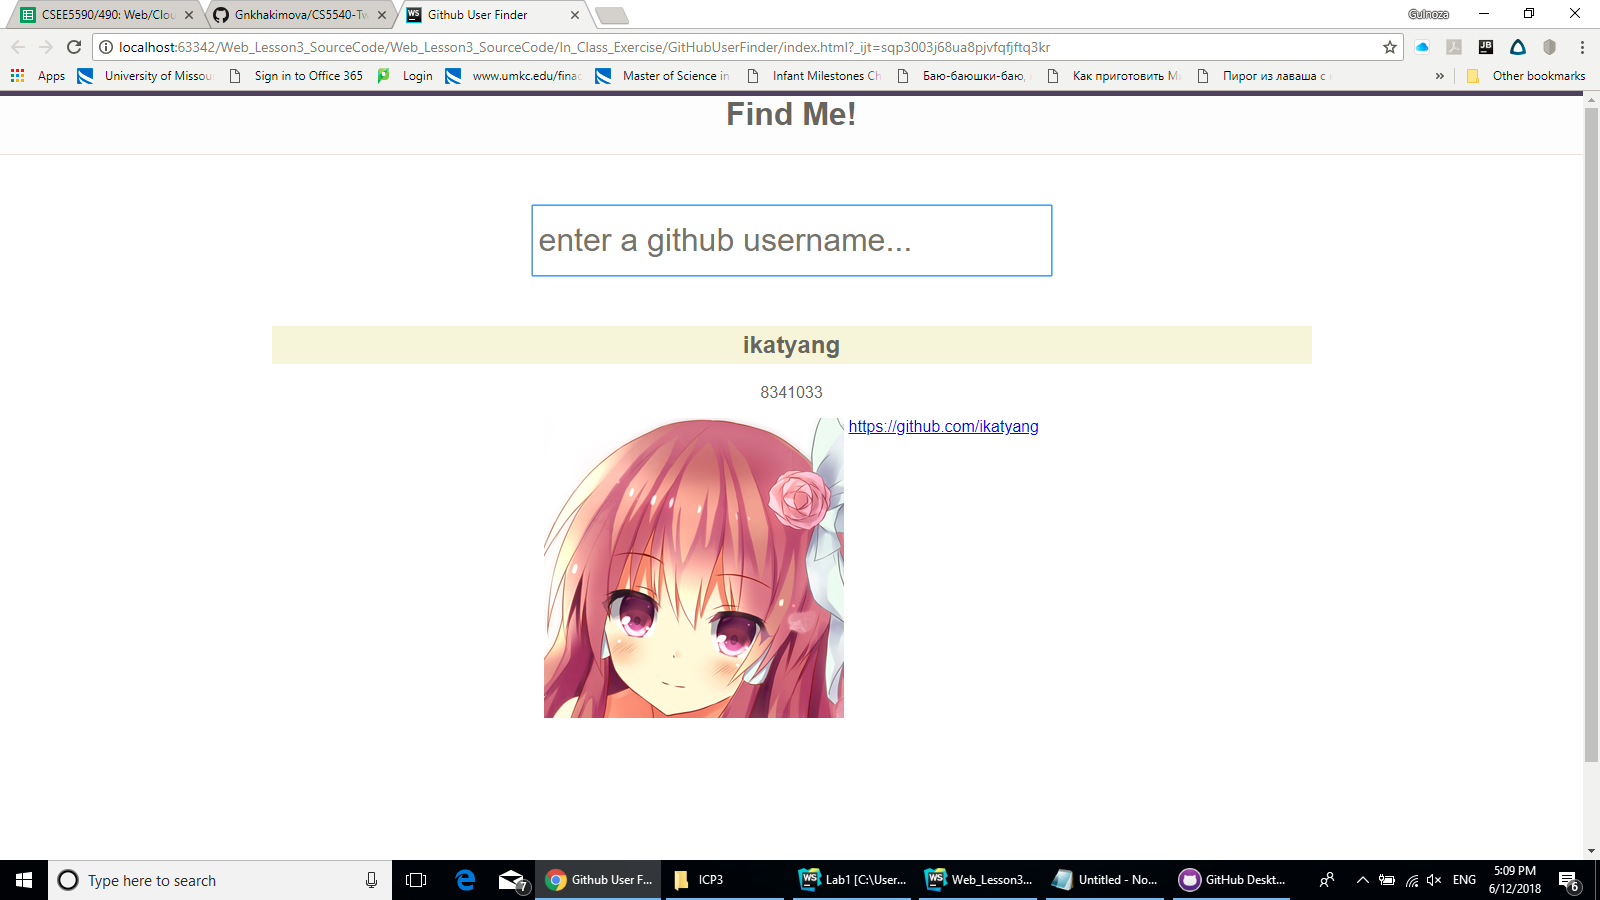 CSEE5590/490: Web/Clou
Gnkhakimova/CS5540-Tw
Github User Finder
Gulnoza
localhost:63342/Web_Lesson3_SourceCode/Web_Lesson3_SourceCode/In_Class_Exercise/GitHubUserFinder/index.html?_ijt=sqp3003j68ua8pjvfqfjftq3kr
Apps
University of Missou
Sign in to Office 365
Login
www.umkc.edu/finac
Master of Science in
Infant Milestones Ch
Баю-баюшки-баю,
Как приготовить М
Пирог из лаваша с
»
Other bookmarks
Find Me!
enter a github username...
ikatyang
8341033
https://github.com/ikatyang
Type here to search
7
Github User F...
ICP3
Lab1 [C:\User...
Web_Lesson3...
Untitled - No...
GitHub Deskt...
ENG
5:09 PM
6/12/2018
6